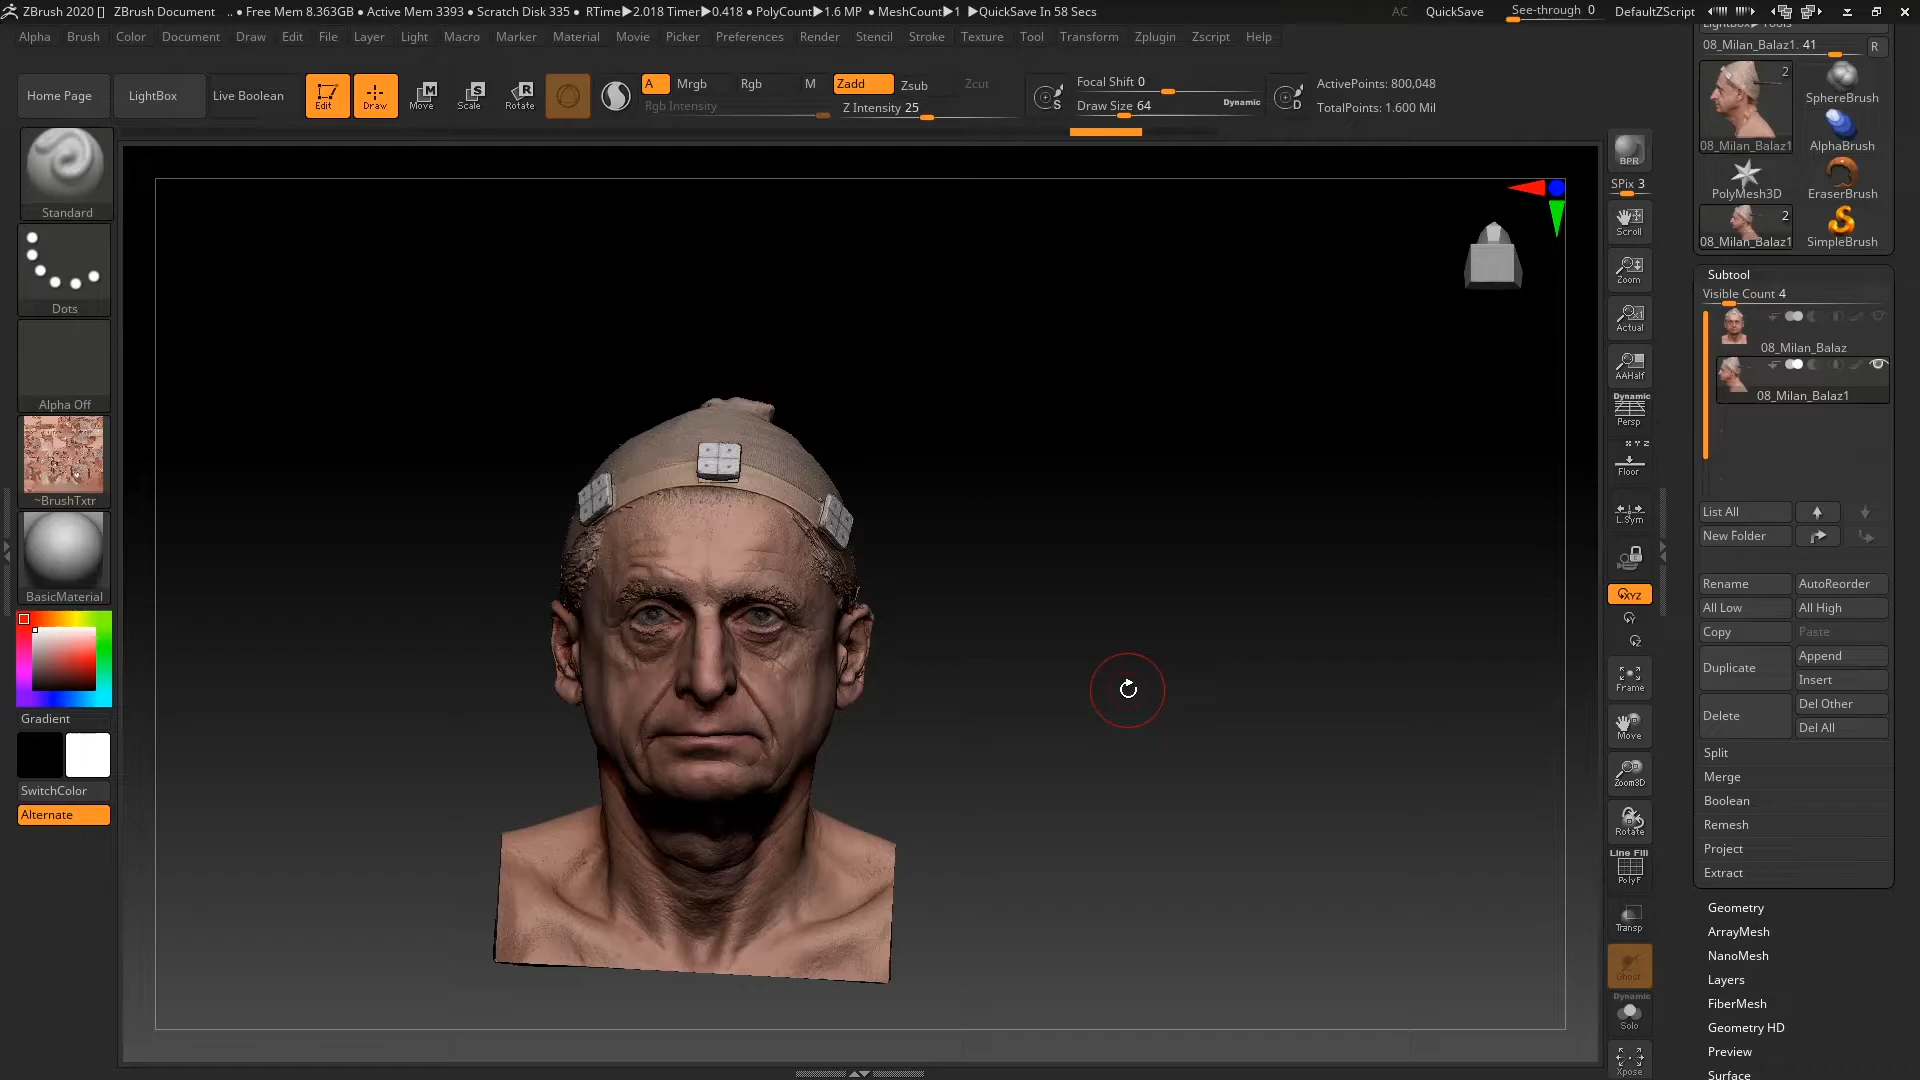 ZBrush 2020 [] ZBrush Document .. • Free Mem 8.363GB • Active Mem 3393 • Scratch Disk 335 • RTime▶2.018 Timer▶0.418 • PolyCount▶1.6 MP • MeshCount▶1 ▶QuickSave In 58 Secs AC QuickSave See-through 0 DefaultZScript
Alpha Brush Color Document Draw Edit File Layer Light Macro Marker Material Movie Picker Preferences Render Stencil Stroke Texture Tool Transform Zplugin Zscript Help
08_Milan_Balaz1. 41 R
Home Page LightBox Live Boolean Edit Draw Move Scale Rotate
A Mrgb Rgb M Zadd Zsub Zcut
Rgb Intensity Z Intensity 25
S Focal Shift 0
Draw Size 64 Dynamic
D ActivePoints: 800,048
TotalPoints: 1.600 Mil
2
08_Milan_Balaz1
SphereBrush
AlphaBrush
PolyMesh3D
EraserBrush
2
08_Milan_Balaz1
SimpleBrush
Standard
Dots
Alpha Off
~BrushTxtr
BasicMaterial
Gradient
SwitchColor
Alternate
BPR
SPix 3
Scroll
Zoom
Actual
AAHalf
Dynamic
Persp
X Y Z
Floor
L.Sym
XYZ
Y
Z
Frame
Move
Zoom3D
Rotate
Line Fill
PolyF
Transp
Ghost
Dynamic
Solo
Xpose
Subtool
Visible Count 4
08_Milan_Balaz
08_Milan_Balaz1
List All
New Folder
Rename AutoReorder
All Low All High
Copy Paste
Duplicate Append
Insert
Delete Del Other
Del All
Split
Merge
Boolean
Remesh
Project
Extract
Geometry
ArrayMesh
NanoMesh
Layers
FiberMesh
Geometry HD
Preview
Surface